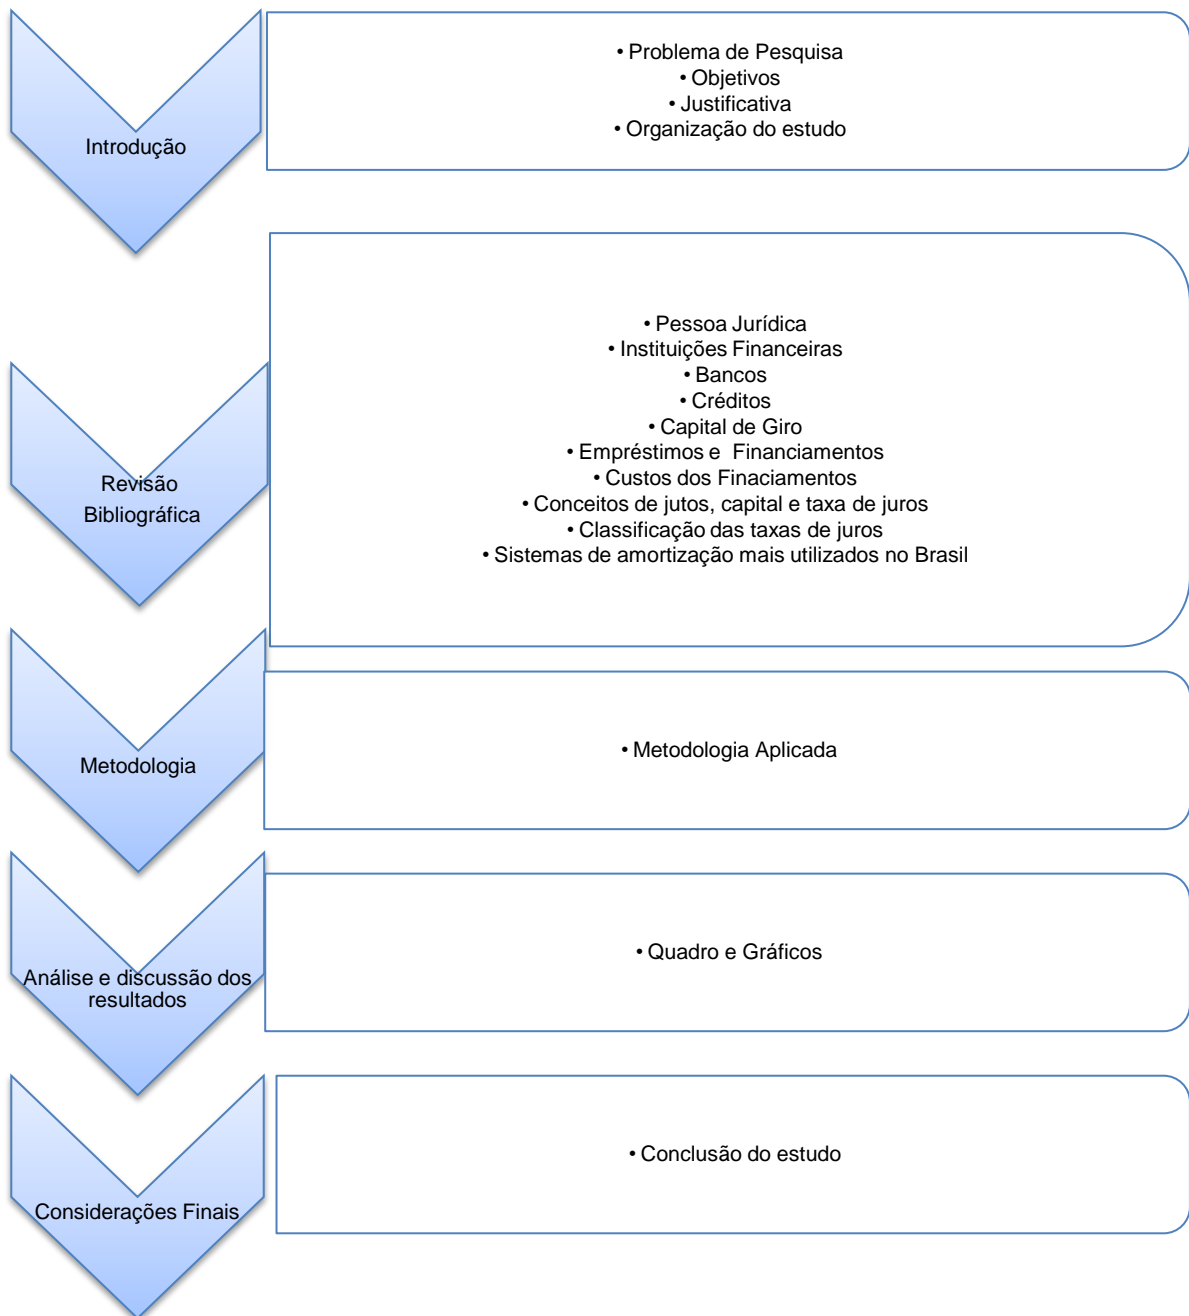 Introdução
• Problema de Pesquisa
• Objetivos
• Justificativa
• Organização do estudo
Revisão
Bibliográfica
• Pessoa Jurídica
• Instituições Financeiras
• Bancos
• Créditos
• Capital de Giro
• Empréstimos e Financiamentos
• Custos dos Finaciamentos
• Conceitos de jutos, capital e taxa de juros
• Classificação das taxas de juros
• Sistemas de amortização mais utilizados no Brasil
Metodologia
• Metodologia Aplicada
Análise e discussão dos
resultados
• Quadro e Gráficos
Considerações Finais
• Conclusão do estudo